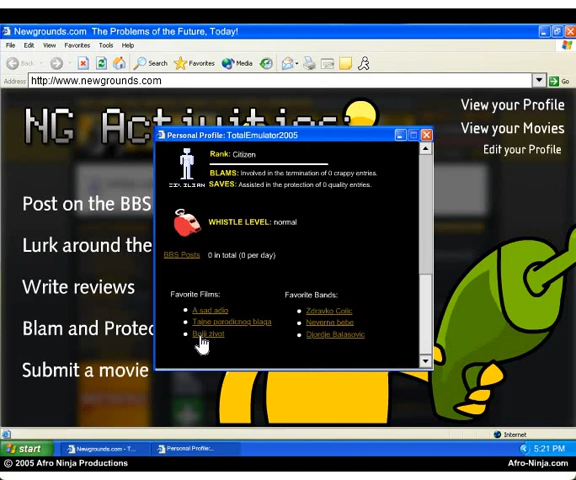 Newgrounds.com  The Problems of the Future, Today!
File Edit View Favorites Tools Help
Back Search Favorites Media
Address http://www.newgrounds.com Go
NG Activities:
View your Profile
View your Movies
Edit your Profile
Post on the BBS
Lurk around the
Write reviews
Blam and Protec
Submit a movie
Personal Profile: TotalEmulator2005
Rank: Citizen
BLAMS: Involved in the termination of 0 crappy entries.
SAVES: Assisted in the protection of 0 quality entries.
CIVILIAN
WHISTLE LEVEL: normal
BBS Posts 0 in total (0 per day)
Favorite Films:
A sad adio
Tajne porodicnog blaga
Bolji zivot
Favorite Bands:
Zdravko Colic
Neverne bebe
Djordje Balasovic
Internet
start Newgrounds.com - T... Personal Profile:... 5:21 PM
© 2005 Afro Ninja Productions Afro-Ninja.com